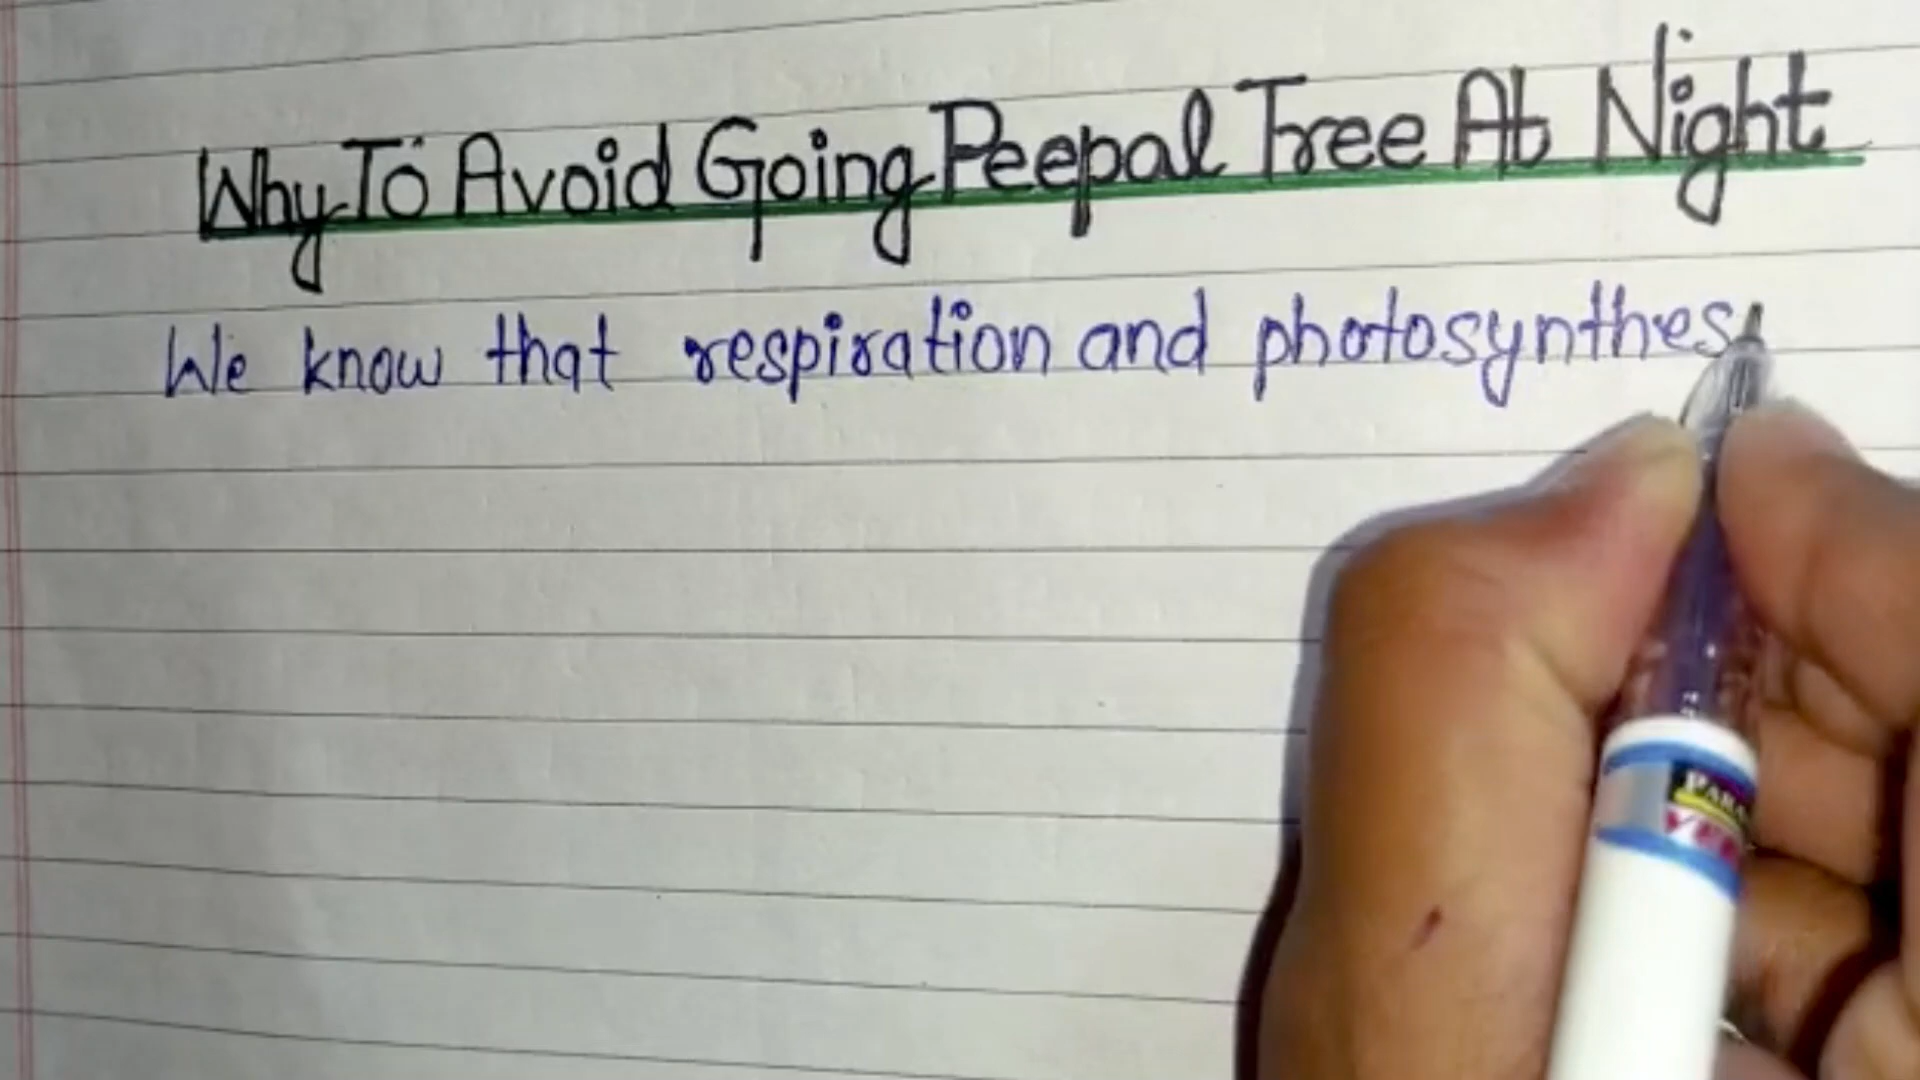 Why To Avoid Going Peepal Tree At Night
We know that respiration and photosynthes